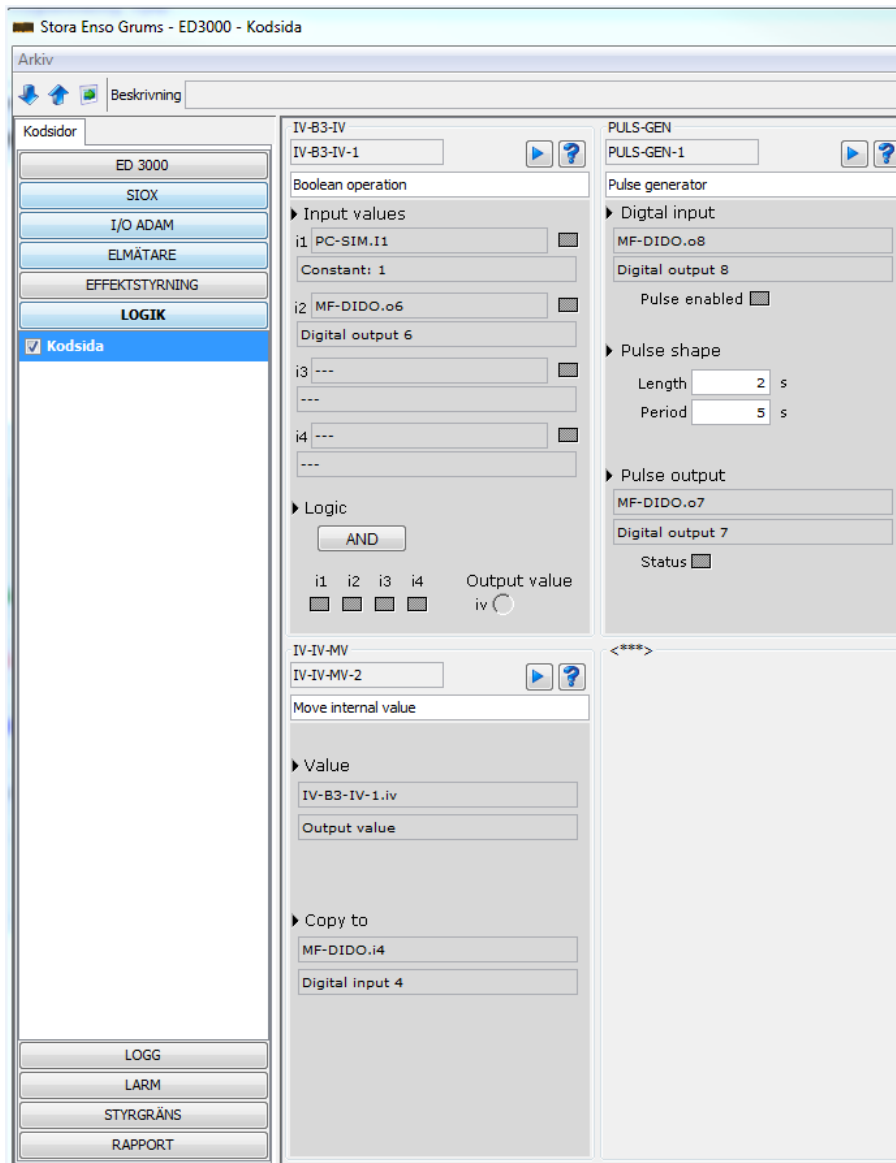 Stora Enso Grums - ED3000 - Kodsida
Arkiv
Beskrivning
Kodsidor
ED 3000
SIOX
I/O ADAM
ELMÄTARE
EFFEKTSTYRNING
LOGIK
Kodsida
LOGG
LARM
STYRGRÄNS
RAPPORT
IV-B3-IV
IV-B3-IV-1
Boolean operation
Input values
i1 PC-SIM.I1
Constant: 1
i2 MF-DIDO.o6
Digital output 6
i3 ---
---
i4 ---
---
Logic
AND
i1 i2 i3 i4 Output value
iv
PULS-GEN
PULS-GEN-1
Pulse generator
Digtal input
MF-DIDO.o8
Digital output 8
Pulse enabled
Pulse shape
Length 2 s
Period 5 s
Pulse output
MF-DIDO.o7
Digital output 7
Status
IV-IV-MV
IV-IV-MV-2
Move internal value
Value
IV-B3-IV-1.iv
Output value
Copy to
MF-DIDO.i4
Digital input 4
<***>